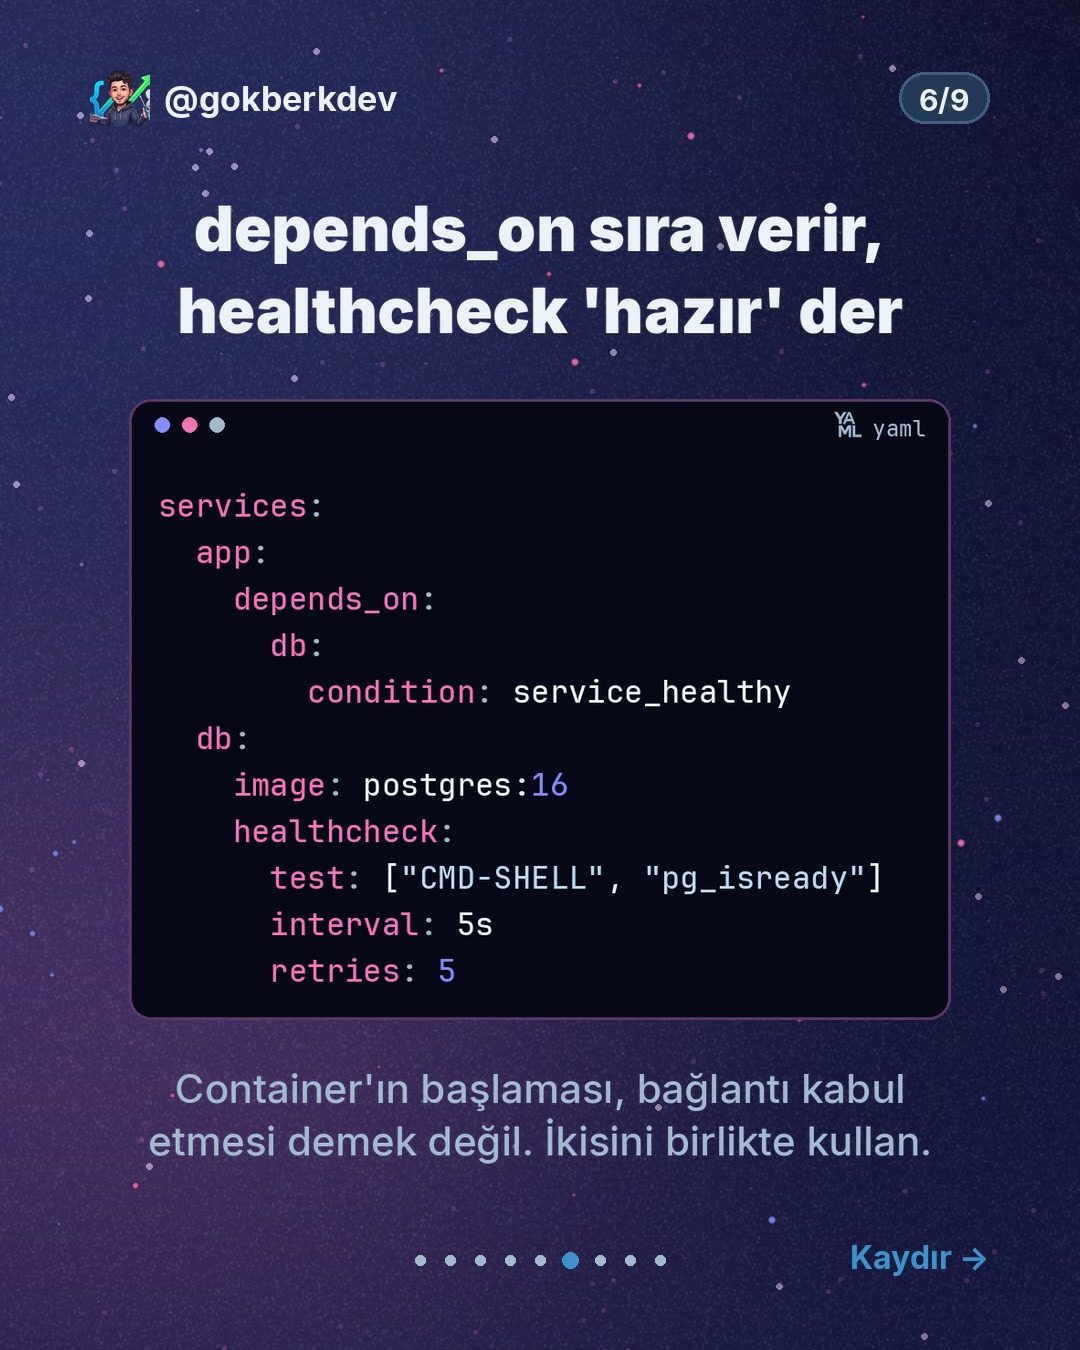 @gokberkdev
6/9
depends_on sıra verir,
healthcheck 'hazır' der
YAML yaml
services:
  app:
    depends_on:
      db:
        condition: service_healthy
  db:
    image: postgres:16
    healthcheck:
      test: ["CMD-SHELL", "pg_isready"]
      interval: 5s
      retries: 5
Container'ın başlaması, bağlantı kabul
etmesi demek değil. İkisini birlikte kullan.
Kaydır →